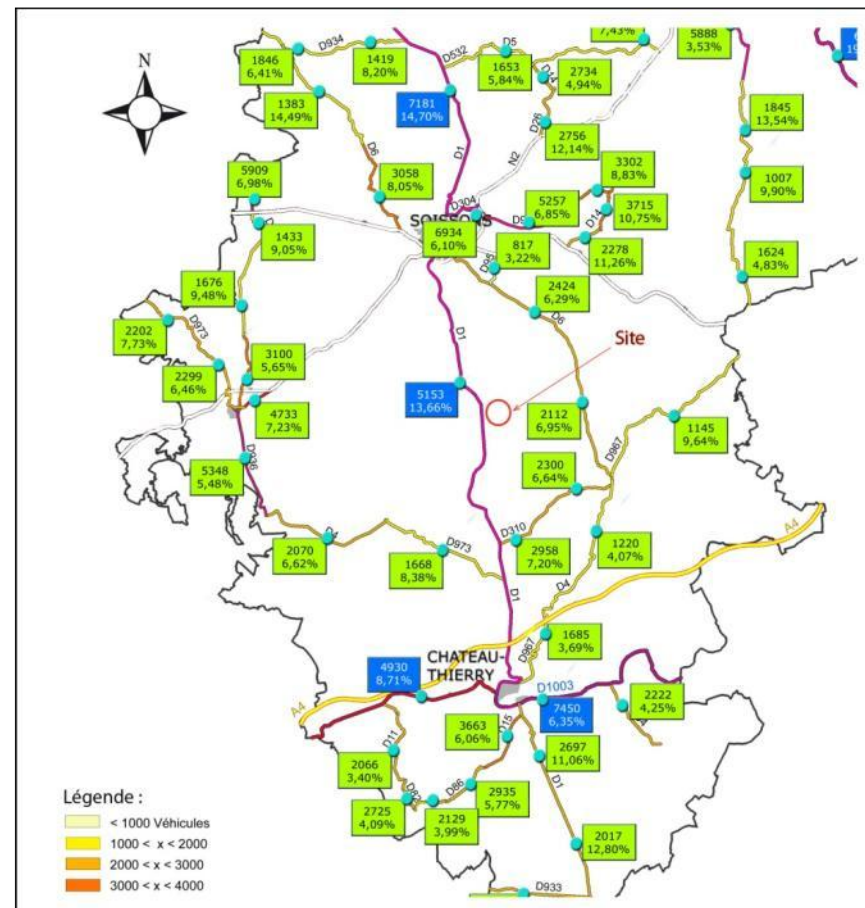 7,43%
5888
3,53%
D934
D5
D532
1846
6,41%
1419
8,20%
1653
5,84%
D14
2734
4,94%
N
1383
14,49%
7181
14,70%
D26
1845
13,54%
2756
12,14%
D6
D1
N2
3302
8,83%
1007
9,90%
3058
8,05%
5909
6,98%
D304
5257
6,85%
3715
10,75%
SOISSONS
D14
6934
6,10%
1433
9,05%
817
3,22%
2278
11,26%
1624
4,83%
D95
1676
9,48%
2424
6,29%
D6
D973
2202
7,73%
D1
Site
3100
5,65%
2299
6,46%
5153
13,66%
4733
7,23%
2112
6,95%
1145
9,64%
D967
D936
5348
5,48%
2300
6,64%
D310
D4
2070
6,62%
D973
1668
8,38%
2958
7,20%
1220
4,07%
A4
D4
D1
1685
3,69%
D967
CHATEAU-
THIERRY
4930
8,71%
D1003
7450
6,35%
2222
4,25%
A4
3663
6,06%
D15
D11
2697
11,06%
2066
3,40%
D1
D86
2935
5,77%
D82
2725
4,09%
2129
3,99%
2017
12,80%
D933
Légende :
< 1000 Véhicules
1000 < x < 2000
2000 < x < 3000
3000 < x < 4000